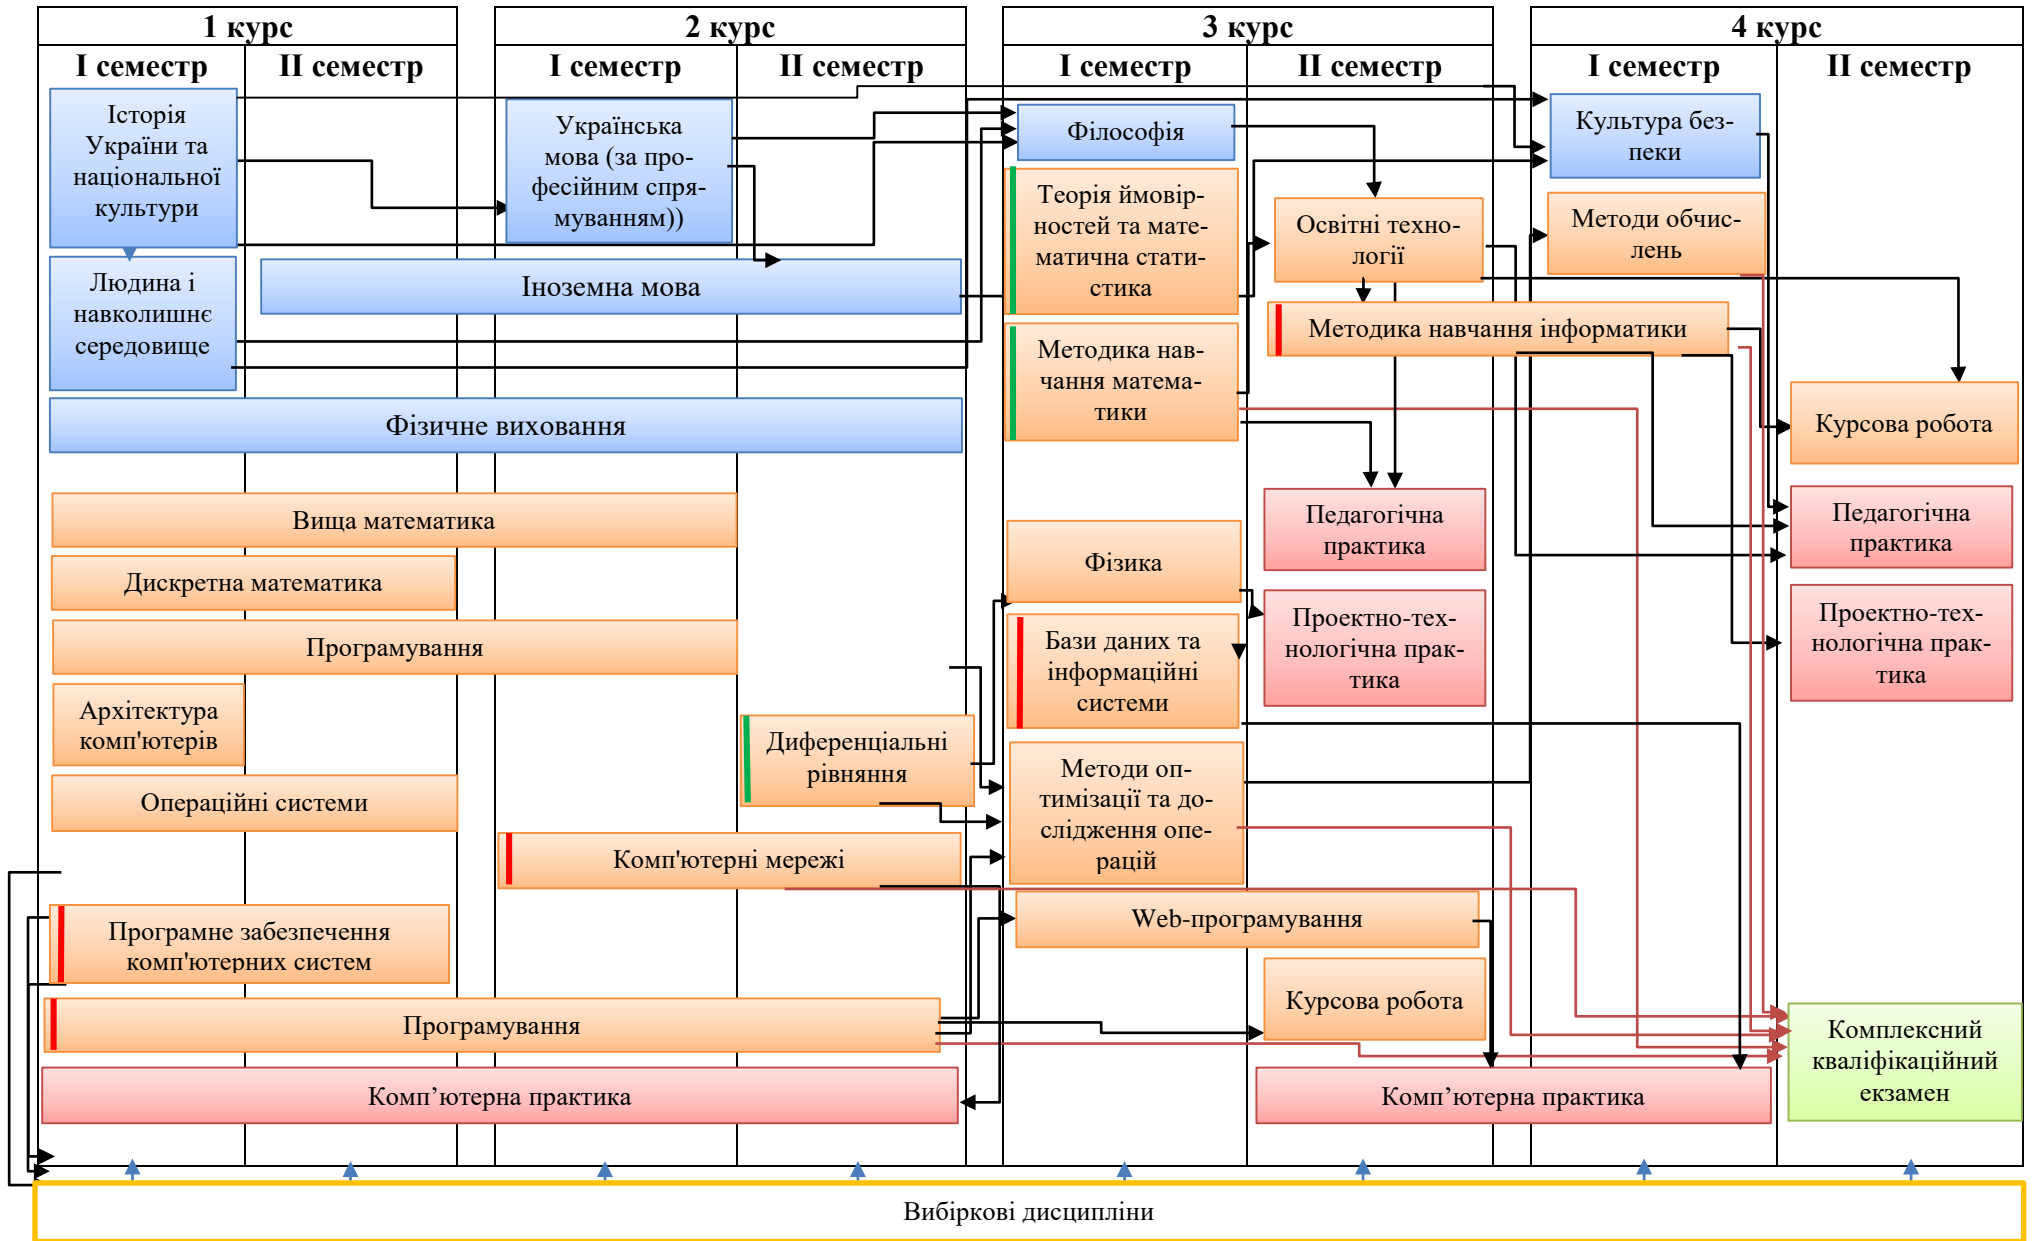 1 курс
2 курс
3 курс
4 курс
I семестр
II семестр
I семестр
II семестр
I семестр
II семестр
I семестр
II семестр
Історія
України та
національної
культури
Людина і
навколишнє
середовище
Українська
мова (за про-
фесійним спря-
муванням))
Іноземна мова
Фізичне виховання
Вища математика
Дискретна математика
Програмування
Архітектура
комп'ютерів
Операційні системи
Диференціальні
рівняння
Комп'ютерні мережі
Програмне забезпечення
комп'ютерних систем
Програмування
Комп’ютерна практика
Філософія
Теорія ймовір-
ностей та мате-
матична стати-
стика
Методика нав-
чання матема-
тики
Фізика
Бази даних та
інформаційні
системи
Методи оп-
тимізації та до-
слідження опе-
рацій
Web-програмування
Освітні техно-
логії
Методика навчання інформатики
Педагогічна
практика
Проектно-тех-
нологічна прак-
тика
Курсова робота
Комп’ютерна практика
Культура без-
пеки
Методи обчис-
лень
Курсова робота
Педагогічна
практика
Проектно-тех-
нологічна прак-
тика
Комплексний
кваліфікаційний
екзамен
Вибіркові дисципліни